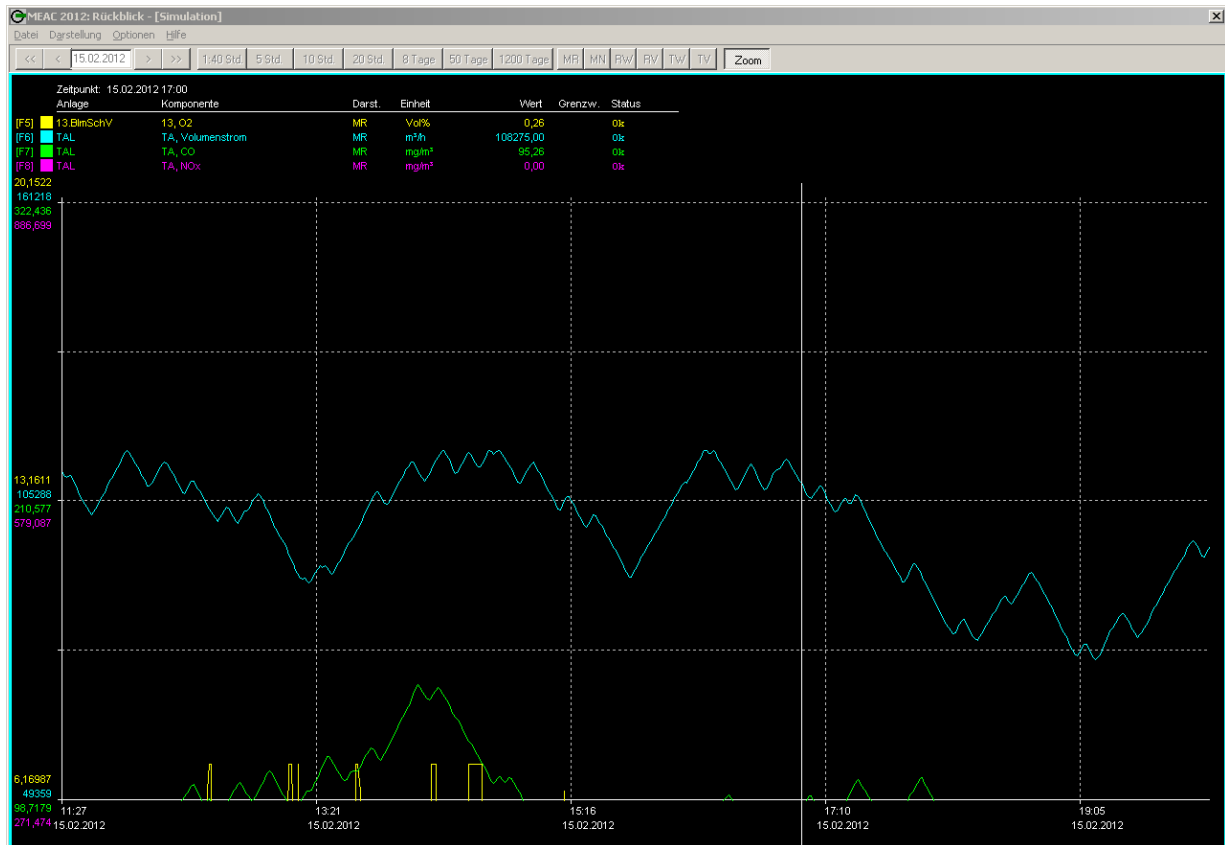 MEAC 2012: Rückblick - [Simulation]
Datei Darstellung Optionen Hilfe
<< < 15.02.2012 > >> 1:40 Std. 5 Std. 10 Std. 20 Std. 8 Tage 50 Tage 1200 Tage MR MN RW RV TW TV Zoom
Zeitpunkt: 15.02.2012 17:00
Anlage Komponente Darst. Einheit Wert Grenzw. Status
[F5] 13.BImSchV 13, O2 MR Vol% 0,26 Ok
[F6] TAL TA, Volumenstrom MR m³/h 108275,00 Ok
[F7] TAL TA, CO MR mg/m³ 95,26 Ok
[F8] TAL TA, NOx MR mg/m³ 0,00 Ok
20,1522
161218
322,436
886,699
13,1611
105288
210,577
579,087
6,16987
49359
98,7179
271,474
11:27 13:21 15:16 17:10 19:05
15.02.2012 15.02.2012 15.02.2012 15.02.2012 15.02.2012